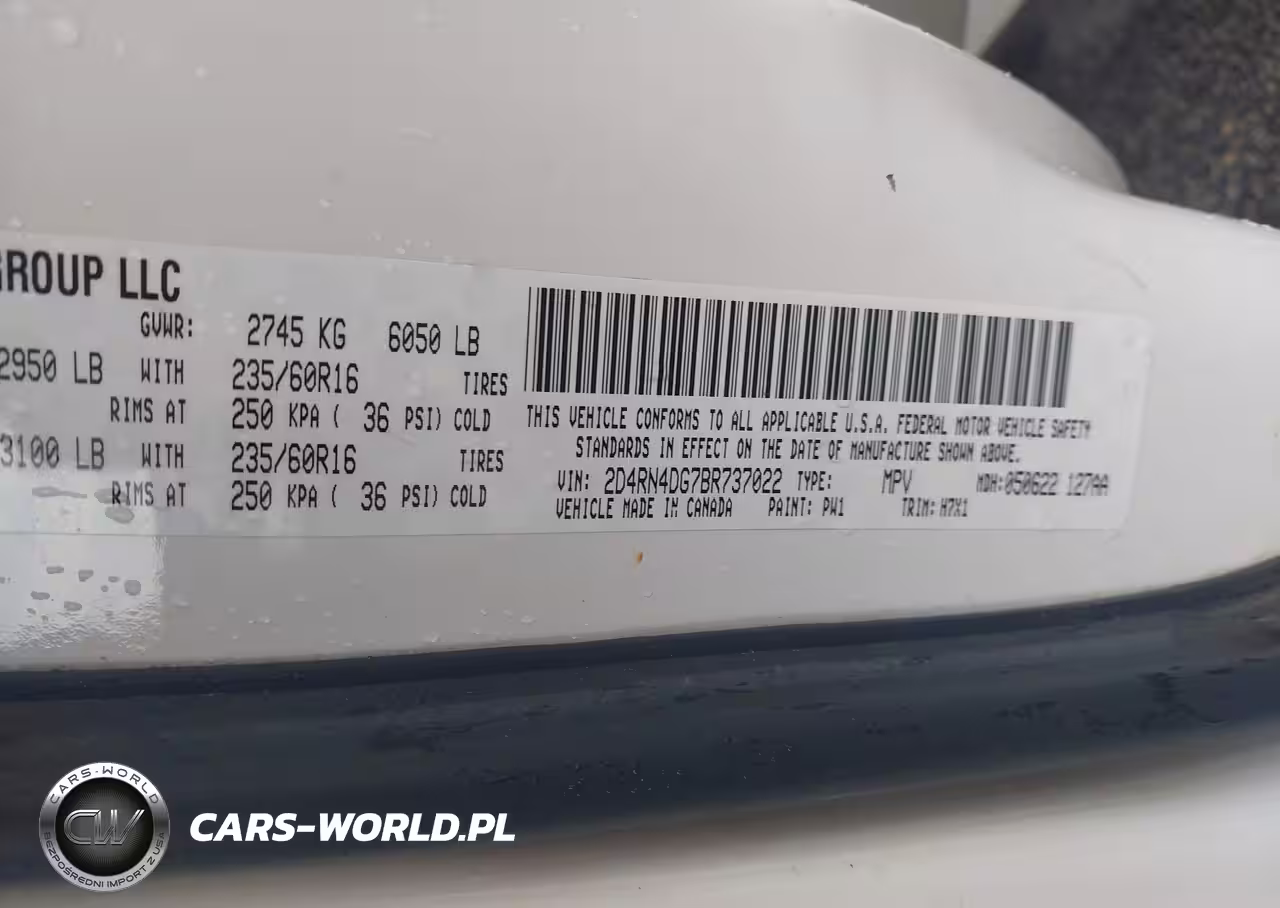 GROUP LLC
GVWR: 2745 KG 6050 LB
2950 LB WITH 235/60R16 TIRES
RIMS AT 250 KPA ( 36 PSI) COLD
3100 LB WITH 235/60R16 TIRES
RIMS AT 250 KPA ( 36 PSI) COLD
THIS VEHICLE CONFORMS TO ALL APPLICABLE U.S.A. FEDERAL MOTOR VEHICLE SAFETY
STANDARDS IN EFFECT ON THE DATE OF MANUFACTURE SHOWN ABOVE.
VIN: 2D4RN4DG7BR737022 TYPE: MPV MDH: 050622 127AA
VEHICLE MADE IN CANADA PAINT: PW1 TRIM: H7X1
CARS-WORLD
CW
BEZPOŚREDNI IMPORT Z USA
CARS-WORLD.PL